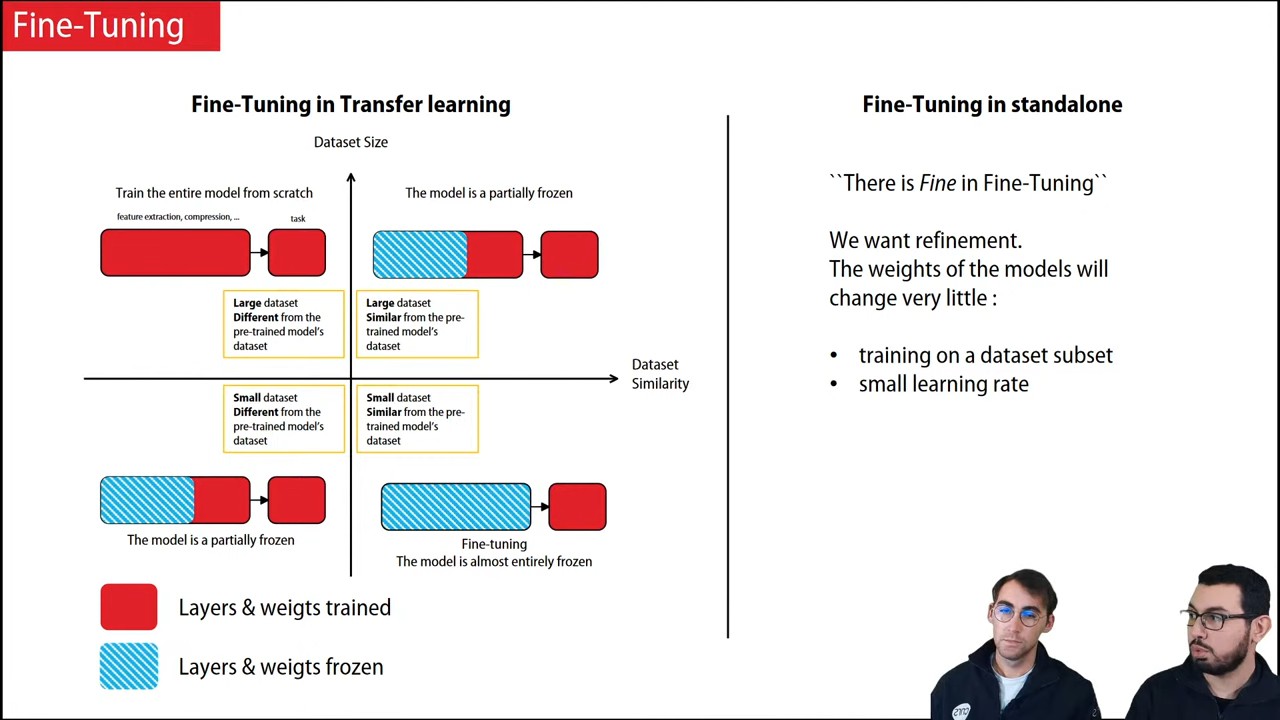 Fine-Tuning
Fine-Tuning in Transfer learning
Dataset Size
Train the entire model from scratch
feature extraction, compression, ...
task
The model is a partially frozen
Large dataset
Different from the
pre-trained model's
dataset
Large dataset
Similar from the pre-
trained model's
dataset
Dataset
Similarity
Small dataset
Different from the
pre-trained model's
dataset
Small dataset
Similar from the pre-
trained model's
dataset
The model is a partially frozen
Fine-tuning
The model is almost entirely frozen
Layers & weigts trained
Layers & weigts frozen
Fine-Tuning in standalone
``There is Fine in Fine-Tuning``
We want refinement.
The weights of the models will
change very little :
• training on a dataset subset
• small learning rate